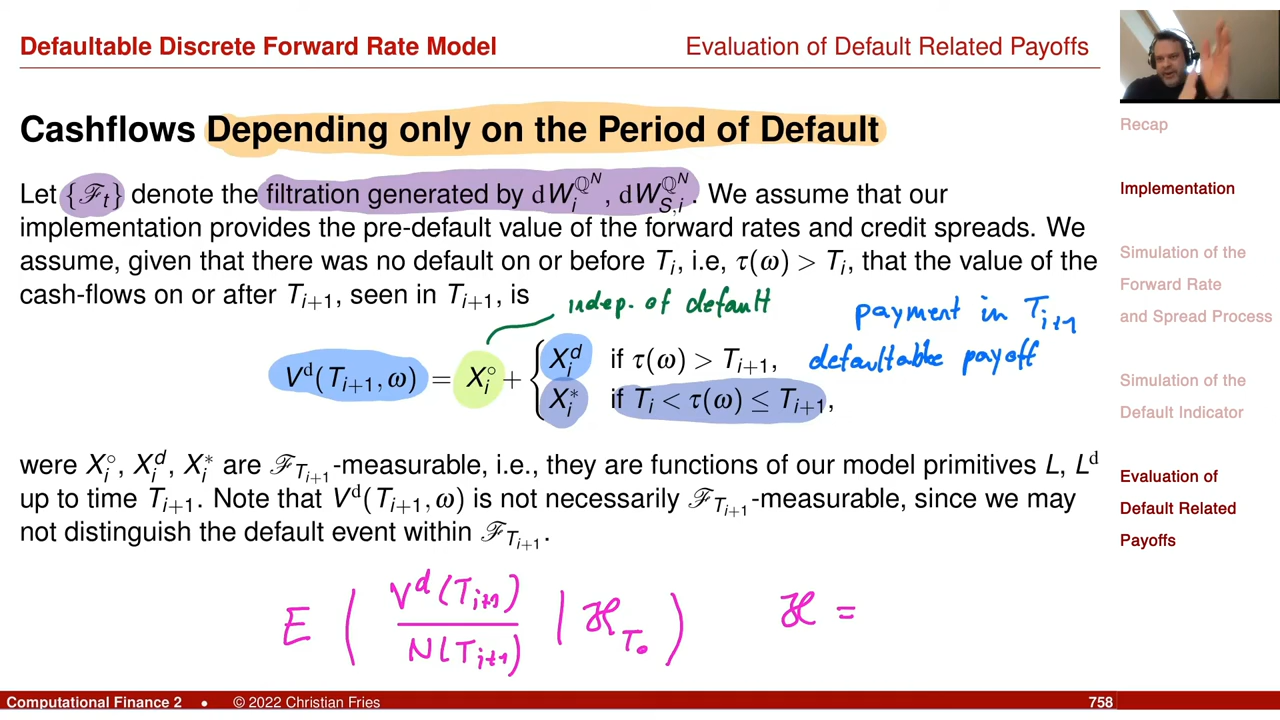 Defaultable Discrete Forward Rate Model
Evaluation of Default Related Payoffs
Cashflows Depending only on the Period of Default
Let {ℱ_t} denote the filtration generated by dW_i^{ℚ^N}, dW_{S,i}^{ℚ^N}. We assume that our
implementation provides the pre-default value of the forward rates and credit spreads. We
assume, given that there was no default on or before T_i, i.e, τ(ω) > T_i, that the value of the
cash-flows on or after T_{i+1}, seen in T_{i+1}, is
indep. of default
payment in T_{i+1}
defaultable payoff
V^d(T_{i+1}, ω) = X_i^∘ + { X_i^d if τ(ω) > T_{i+1},
X_i^* if T_i < τ(ω) ≤ T_{i+1},
were X_i^∘, X_i^d, X_i^* are ℱ_{T_{i+1}}-measurable, i.e., they are functions of our model primitives L, L^d
up to time T_{i+1}. Note that V^d(T_{i+1}, ω) is not necessarily ℱ_{T_{i+1}}-measurable, since we may
not distinguish the default event within ℱ_{T_{i+1}}.
E ( V^d(T_{i+1}) / N(T_{i+1}) | ℋ_{T_0} ) ℋ =
Recap
Implementation
Simulation of the
Forward Rate
and Spread Process
Simulation of the
Default Indicator
Evaluation of
Default Related
Payoffs
Computational Finance 2 • © 2022 Christian Fries
758